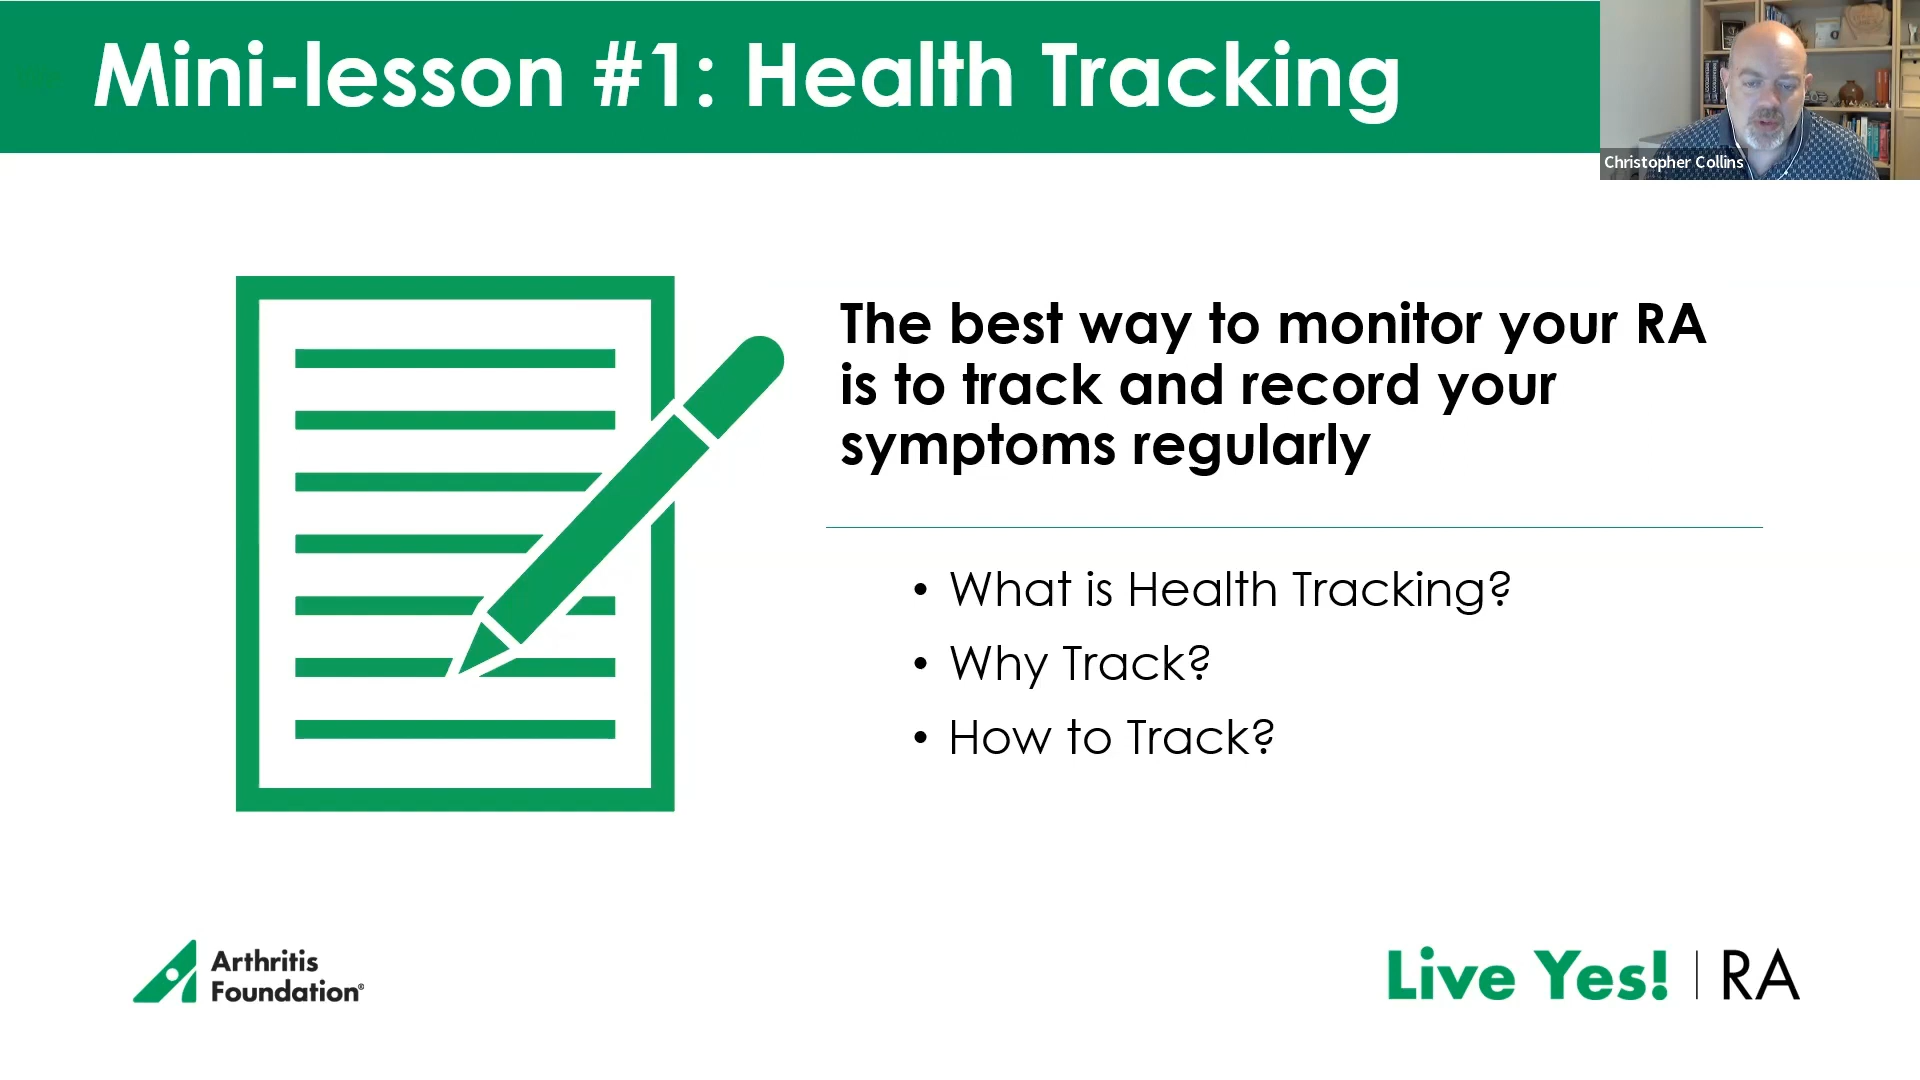 Mini-lesson #1: Health Tracking
Christopher Collins
The best way to monitor your RA
is to track and record your
symptoms regularly
• What is Health Tracking?
• Why Track?
• How to Track?
Arthritis
Foundation®
Live Yes! | RA